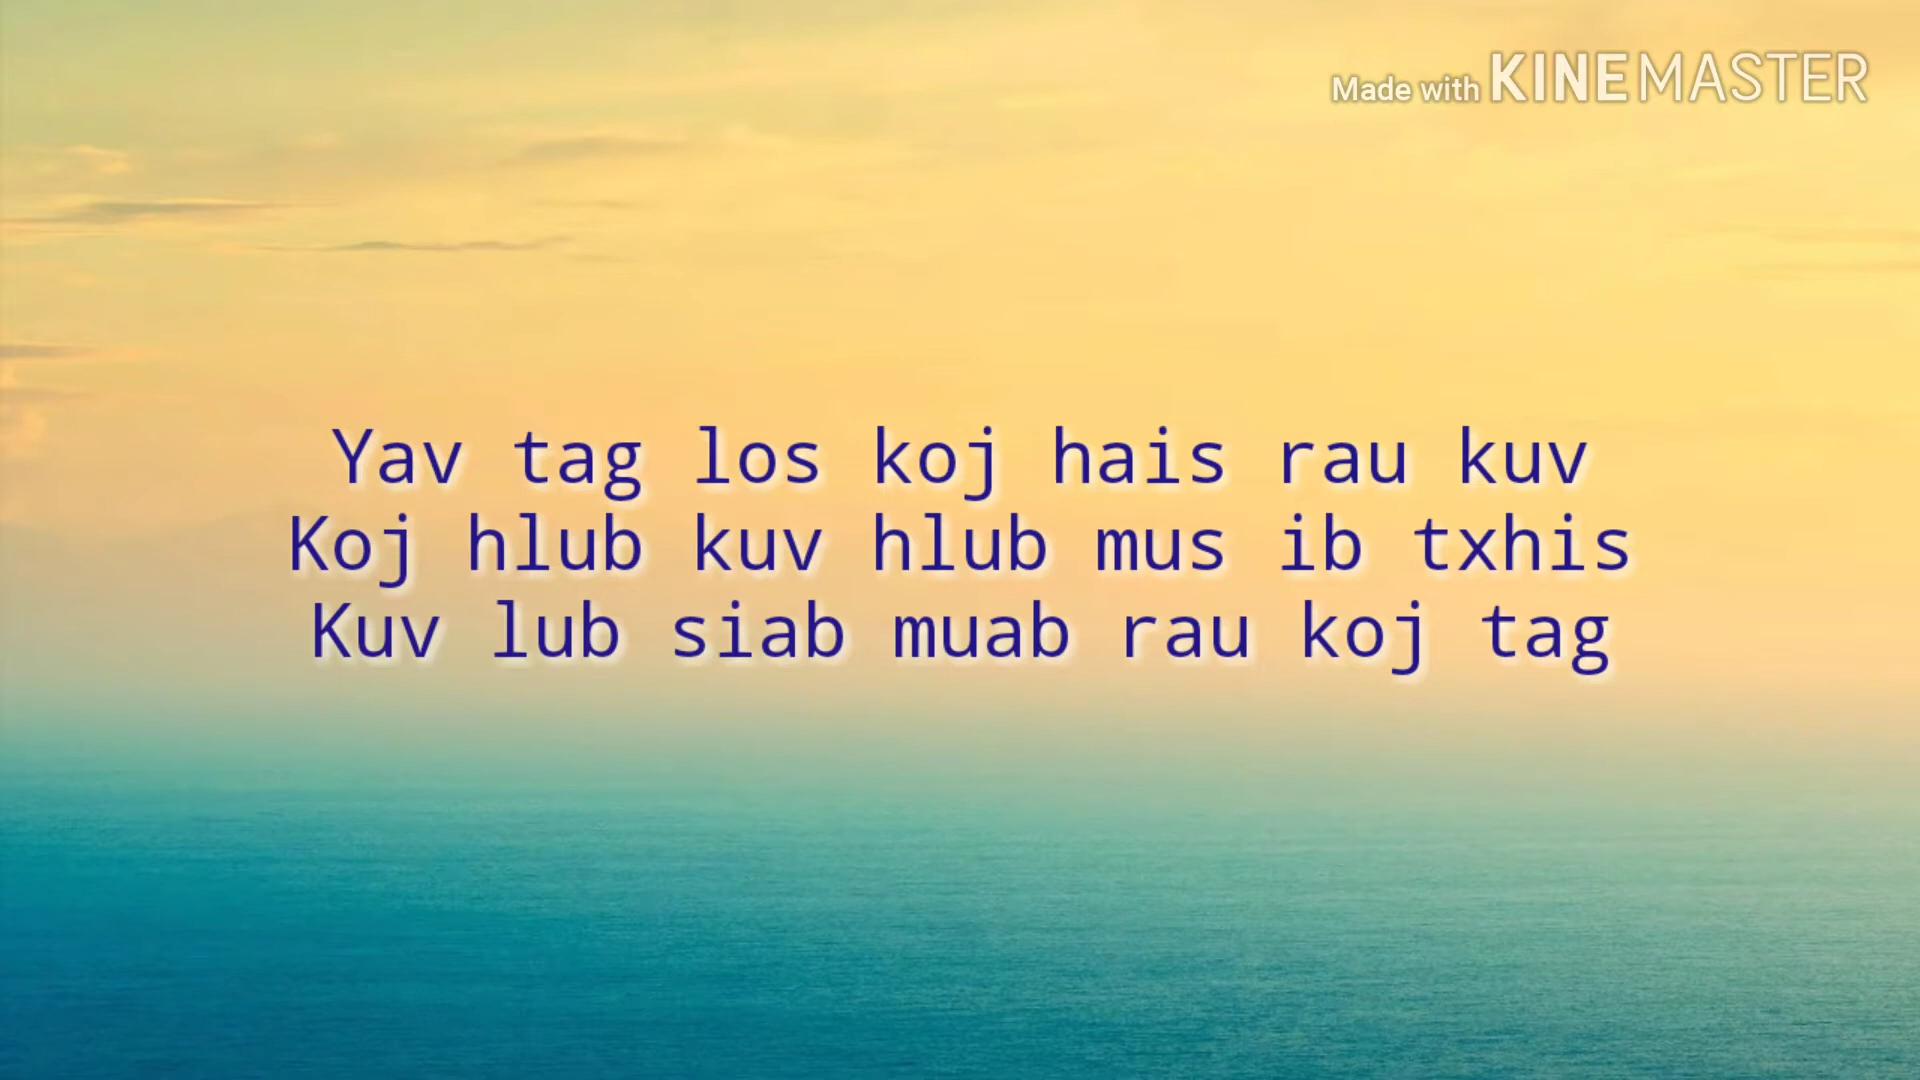 Made with KINEMASTER
Yav tag los koj hais rau kuv
Koj hlub kuv hlub mus ib txhis
Kuv lub siab muab rau koj tag